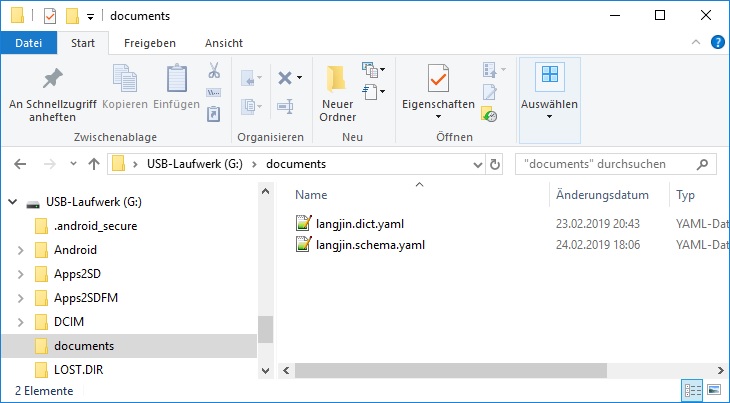 documents
Datei Start Freigeben Ansicht
An Schnellzugriff anheften
Kopieren
Einfügen
Neuer Ordner
Eigenschaften
Auswählen
Zwischenablage Organisieren Neu Öffnen
USB-Laufwerk (G:) documents "documents" durchsuchen
Name Änderungsdatum Typ
USB-Laufwerk (G:)
.android_secure
Android
Apps2SD
Apps2SDFM
DCIM
documents
LOST.DIR
langjin.dict.yaml 23.02.2019 20:43 YAML-Dat
langjin.schema.yaml 24.02.2019 18:06 YAML-Dat
2 Elemente